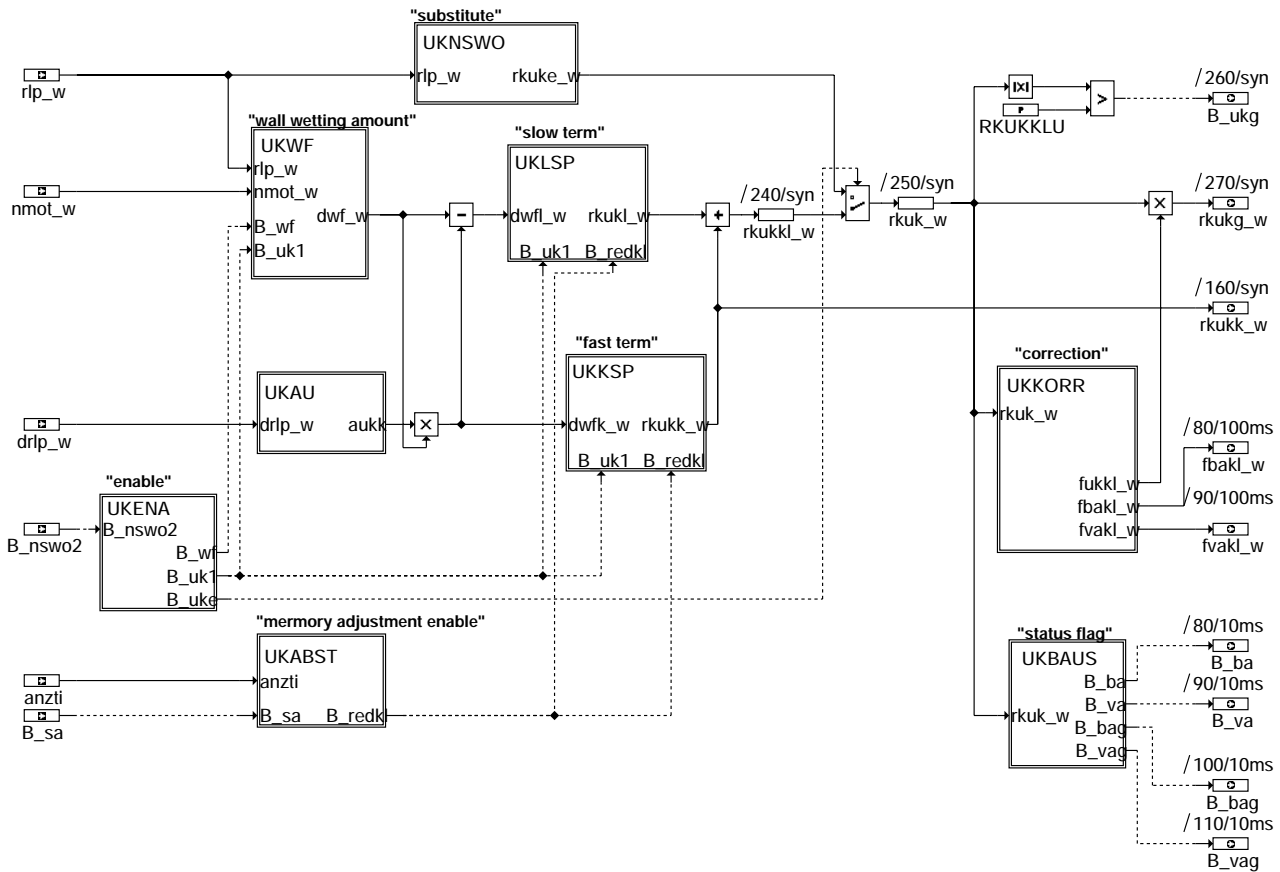 "substitute"
UKNSWO
rlp_w rkuke_w
rlp_w
/260/syn
|x|
P
>
RKUKKLU
B_ukg
"wall wetting amount"
UKWF
rlp_w
nmot_w
dwf_w
B_wf
B_uk1
nmot_w
"slow term"
UKLSP
dwfl_w rkukl_w
B_uk1 B_redkl
-
+
/240/syn
rkukkl_w
/250/syn
rkuk_w
/270/syn
×
rkukg_w
/160/syn
rkukk_w
"fast term"
UKKSP
dwfk_w rkukk_w
B_uk1 B_redkl
UKAU
drlp_w aukk
×
drlp_w
"correction"
UKKORR
rkuk_w
fukkl_w
fbakl_w
fvakl_w
/80/100ms
fbakl_w
/90/100ms
fvakl_w
"enable"
UKENA
B_nswo2
B_wf
B_uk1
B_uke
B_nswo2
"mermory adjustment enable"
UKABST
anzti
B_sa B_redkl
anzti
B_sa
"status flag"
UKBAUS
B_ba
B_va
rkuk_w
B_bag
B_vag
/80/10ms
B_ba
/90/10ms
B_va
/100/10ms
B_bag
/110/10ms
B_vag